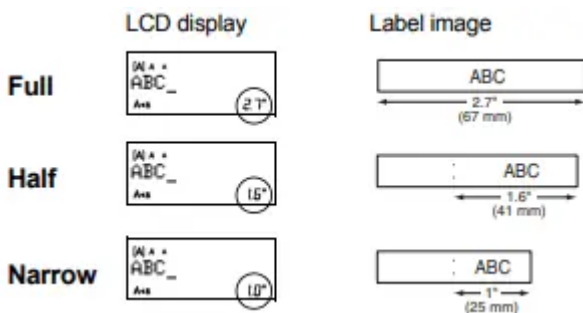 LCD display Label image
Full
[A] A A
ABC_
A↔B
2.7"
ABC
2.7"
(67 mm)
Half
[A] A A
ABC_
A↔B
1.6"
ABC
1.6"
(41 mm)
Narrow
[A] A A
ABC_
A↔B
1.0"
ABC
1"
(25 mm)